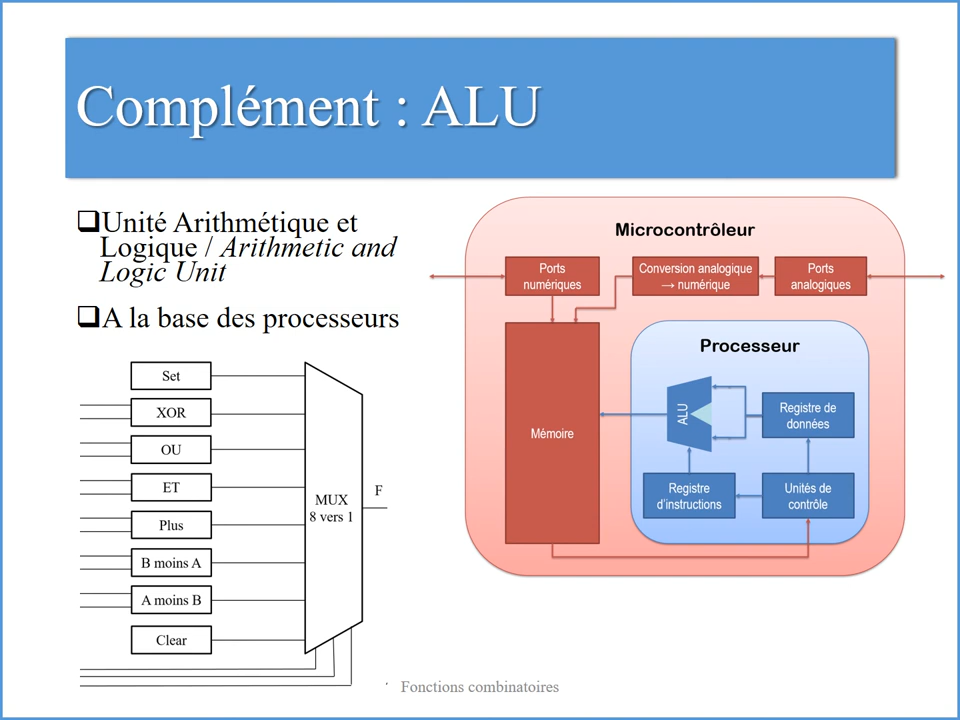 Complément : ALU
Unité Arithmétique et
Logique / Arithmetic and
Logic Unit
A la base des processeurs
Set
XOR
OU
ET
Plus
B moins A
A moins B
Clear
MUX
8 vers 1
F
Microcontrôleur
Ports
numériques
Conversion analogique
→ numérique
Ports
analogiques
Mémoire
Processeur
ALU
Registre de
données
Registre
d'instructions
Unités de
contrôle
Fonctions combinatoires